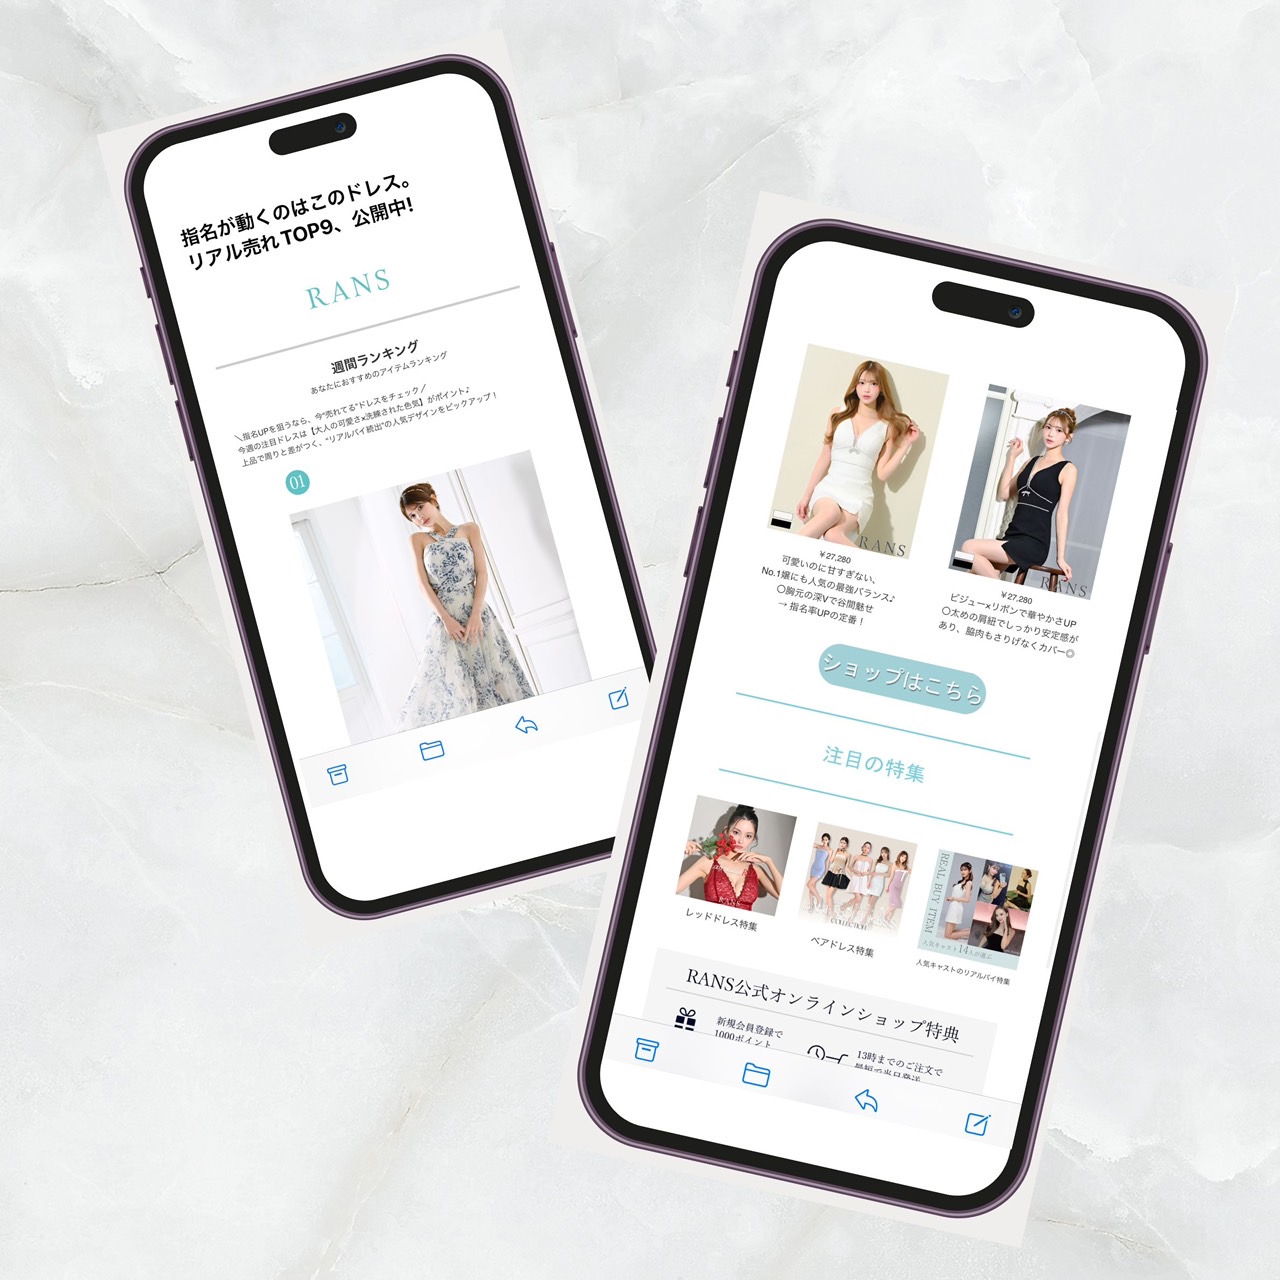 指名が動くのはこのドレス。
リアル売れTOP9、公開中!
RANS
週間ランキング
あなたにおすすめのアイテムランキング
＼指名UPを狙うなら、今“売れてる”ドレスをチェック／
今週の注目ドレスは【大人の可愛さ×洗練された色気】がポイント♪
上品で周りと差がつく、“リアルバイ続出”の人気デザインをピックアップ！
01
RANS
¥27,280
可愛いのに甘すぎない、
No.1嬢にも人気の最強バランス♪
〇胸元の深Vで谷間魅せ
→ 指名率UPの定番！
RANS
¥27,280
ビジュー×リボンで華やかさUP
〇太めの肩紐でしっかり安定感が
あり、脇肉もさりげなくカバー◎
ショップはこちら
注目の特集
RANS
レッドドレス特集
COLLECTION
ペアドレス特集
REAL BUY ITEM
人気キャスト14人が選ぶ
人気キャストのリアルバイ特集
RANS公式オンラインショップ特典
新規会員登録で
1000ポイント
13時までのご注文で
最短で当日発送